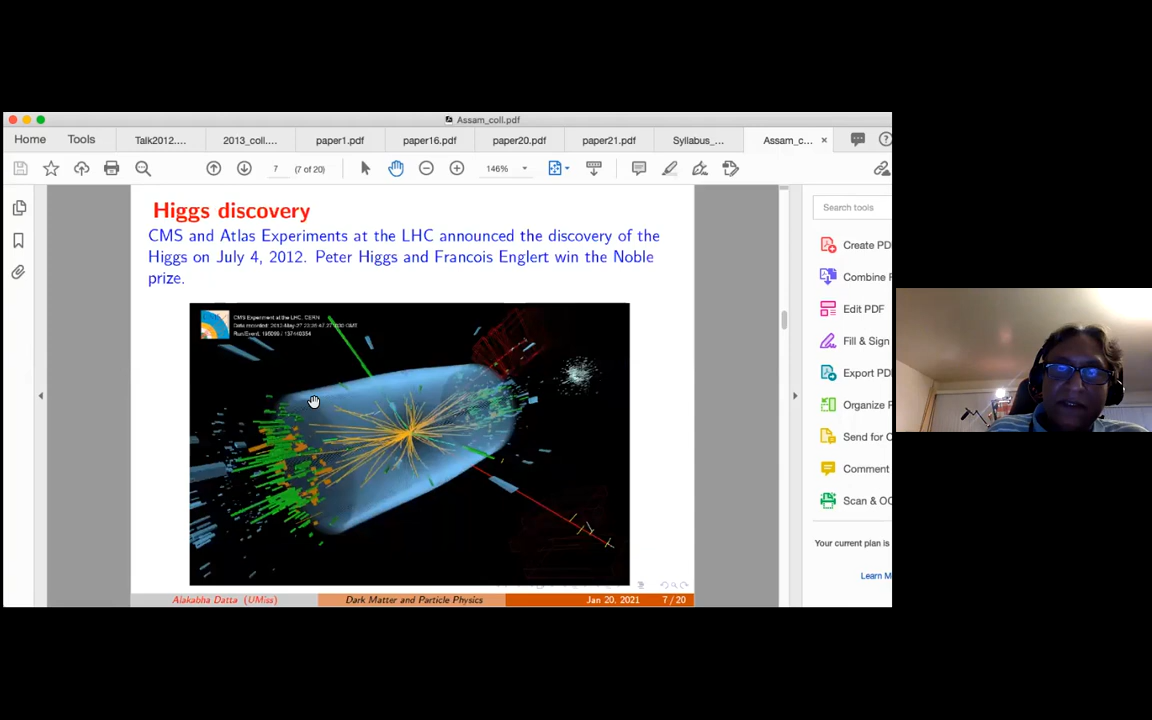 Assam_coll.pdf
Home Tools Talk2012.... 2013_coll.... paper1.pdf paper16.pdf paper20.pdf paper21.pdf Syllabus_... Assam_c... ×
7 (7 of 20) 146%
Search tools
Higgs discovery
CMS and Atlas Experiments at the LHC announced the discovery of the
Higgs on July 4, 2012. Peter Higgs and Francois Englert win the Noble
prize.
CMS Experiment at the LHC, CERN
Create PD
Combine F
Edit PDF
Fill & Sign
Export PD
Organize F
Send for C
Comment
Scan & OC
Your current plan is
Learn M
Alakabha Datta (UMiss) Dark Matter and Particle Physics Jan 20, 2021 7 / 20